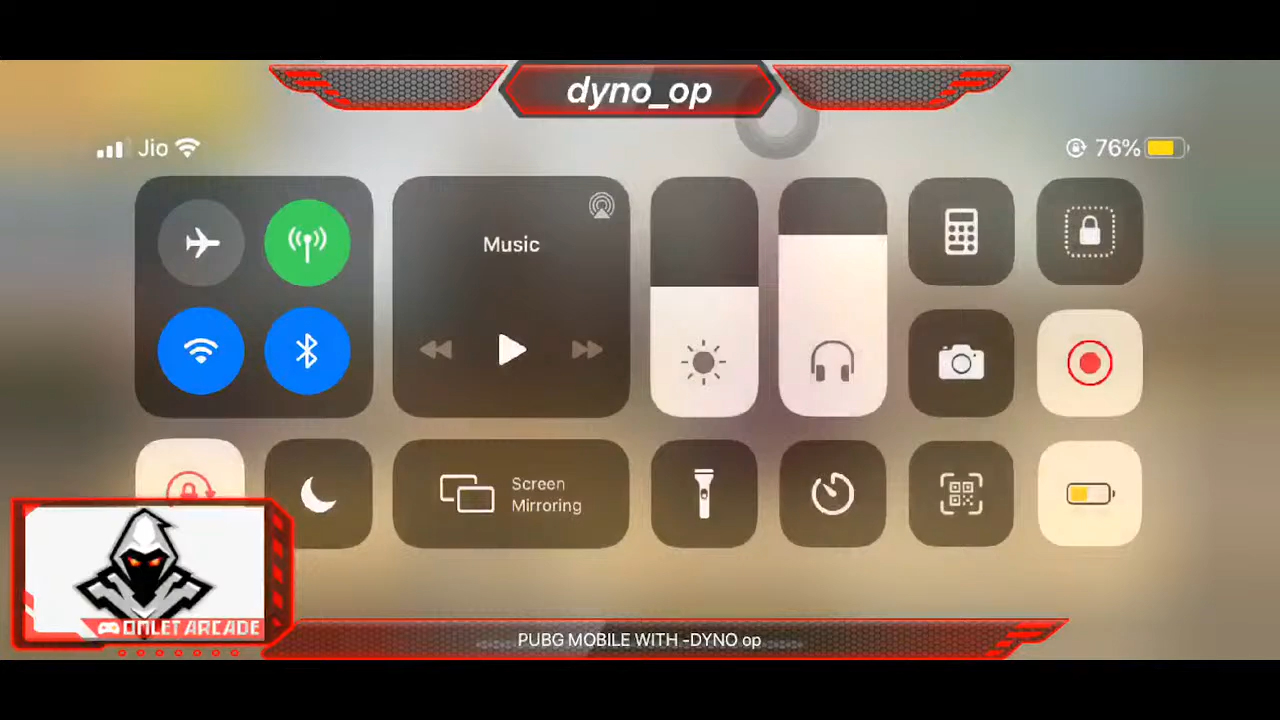 dyno_op
Jio
76%
Music
Screen
Mirroring
OMLET ARCADE
PUBG MOBILE WITH -DYNO op